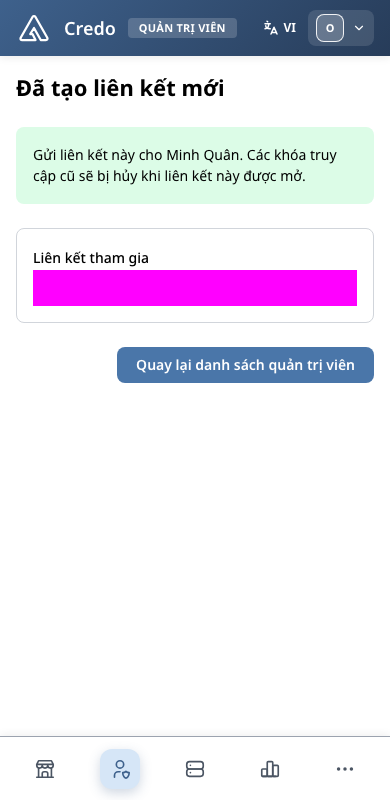 Credo
QUẢN TRỊ VIÊN
VI
O
Đã tạo liên kết mới
Gửi liên kết này cho Minh Quân. Các khóa truy
cập cũ sẽ bị hủy khi liên kết này được mở.
Liên kết tham gia
Quay lại danh sách quản trị viên